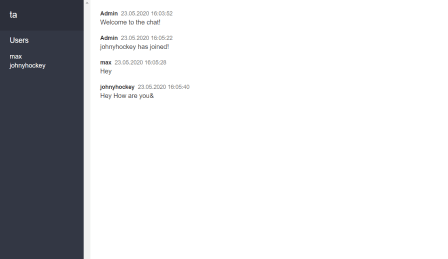 ta
Users
max
johnyhockey
Admin 23.05.2020 16:03:52
Welcome to the chat!
Admin 23.05.2020 16:05:22
johnyhockey has joined!
max 23.05.2020 16:05:28
Hey
johnyhockey 23.05.2020 16:05:40
Hey How are you&